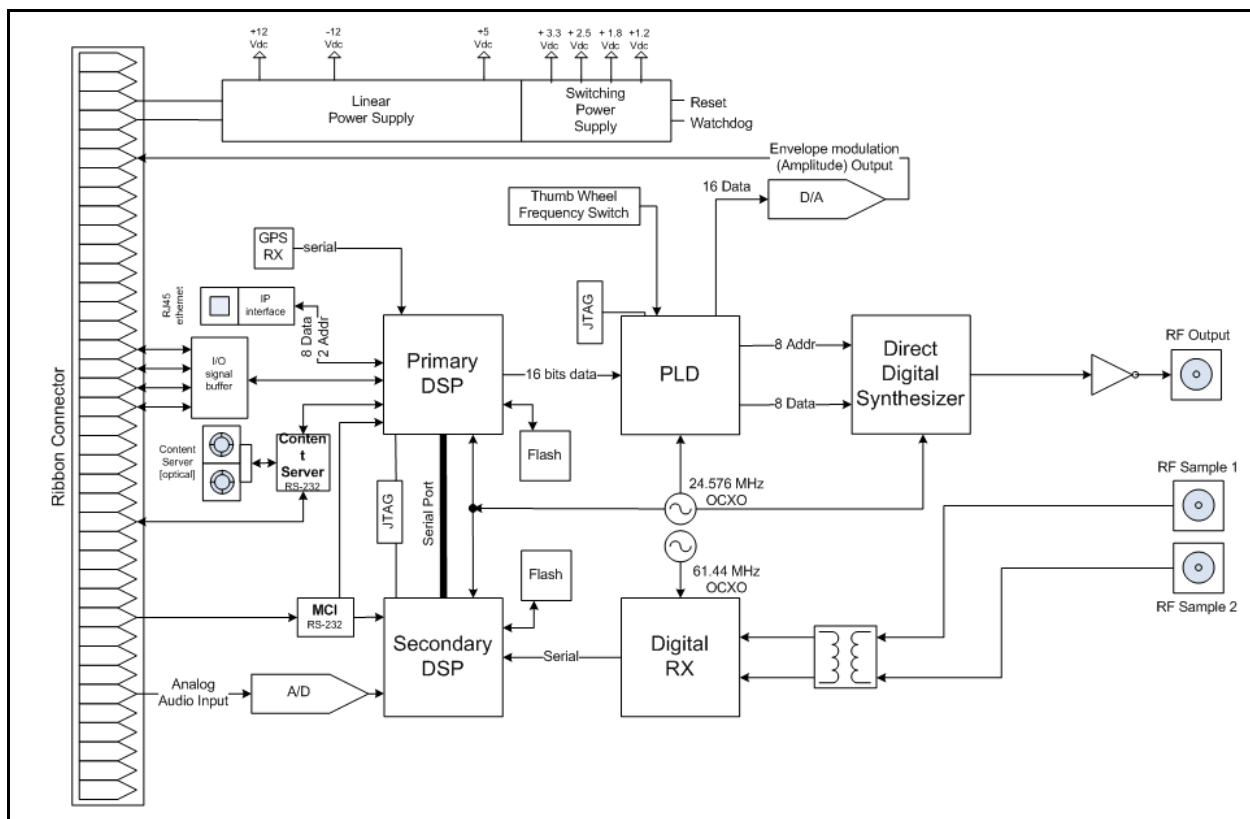 +12
Vdc
-12
Vdc
+5
Vdc
+ 3.3
Vdc
+ 2.5
Vdc
+ 1.8
Vdc
+1.2
Vdc
Linear
Power Supply
Switching
Power
Supply
Reset
Watchdog
Envelope modulation
(Amplitude) Output
16 Data
D/A
Thumb Wheel
Frequency Switch
GPS
RX
serial
RJ45
ethernet
IP
interface
8 Data
2 Addr
JTAG
I/O
signal
buffer
Primary
DSP
16 bits data
PLD
8 Addr
8 Data
Direct
Digital
Synthesizer
RF Output
Ribbon Connector
Content
Server
[optical]
Conten
t
Server
RS-232
Flash
JTAG
Serial Port
24.576 MHz
OCXO
RF Sample 1
61.44 MHz
OCXO
Flash
RF Sample 2
MCI
RS-232
Secondary
DSP
Serial
Digital
RX
Analog
Audio Input
A/D